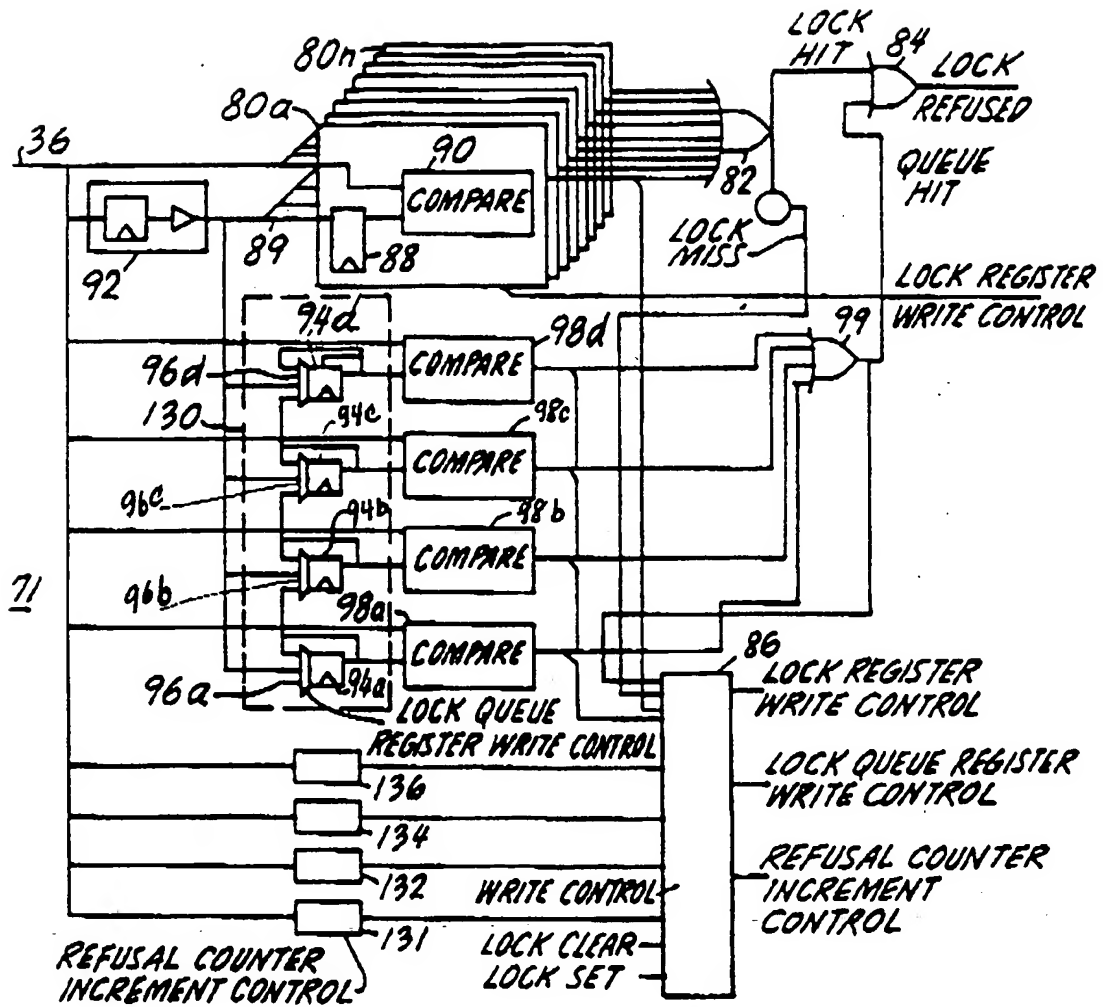 80n
LOCK
HIT
84
LOCK
REFUSED
80a
36
90
COMPARE
82
QUEUE
HIT
LOCK
MISS
92
89
88
LOCK REGISTER
WRITE CONTROL
94d
96d
COMPARE
98d
99
130
94c
98c
COMPARE
96c
94b
98b
COMPARE
71
96b
98a
COMPARE
86
96a
94a
LOCK QUEUE
REGISTER WRITE CONTROL
LOCK REGISTER
WRITE CONTROL
136
LOCK QUEUE REGISTER
WRITE CONTROL
134
132
WRITE CONTROL
REFUSAL COUNTER
INCREMENT
CONTROL
131
LOCK CLEAR
LOCK SET
REFUSAL COUNTER
INCREMENT CONTROL